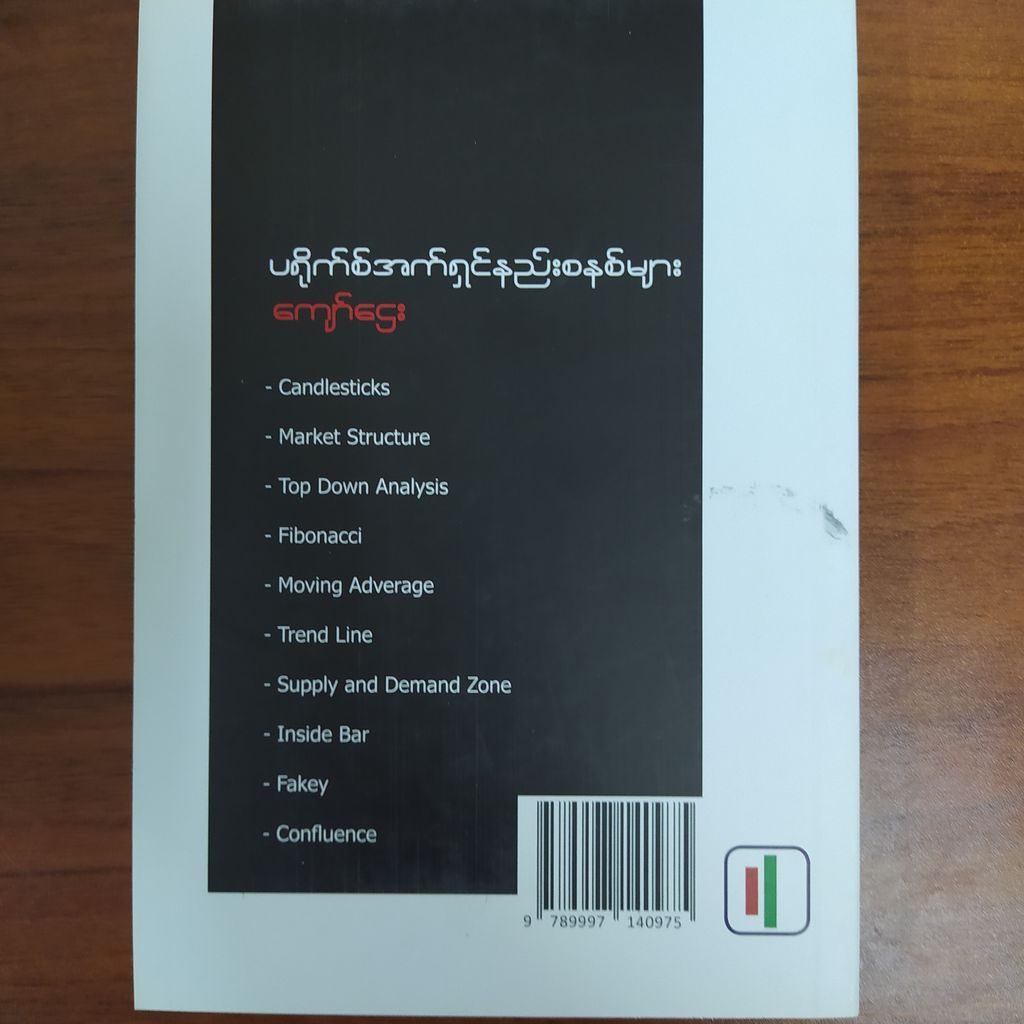 ပရိုက်စ်အက်ရှင်နည်းစနစ်များ
ကျော်ဌေး
- Candlesticks
- Market Structure
- Top Down Analysis
- Fibonacci
- Moving Adverage
- Trend Line
- Supply and Demand Zone
- Inside Bar
- Fakey
- Confluence
9 789997 140975